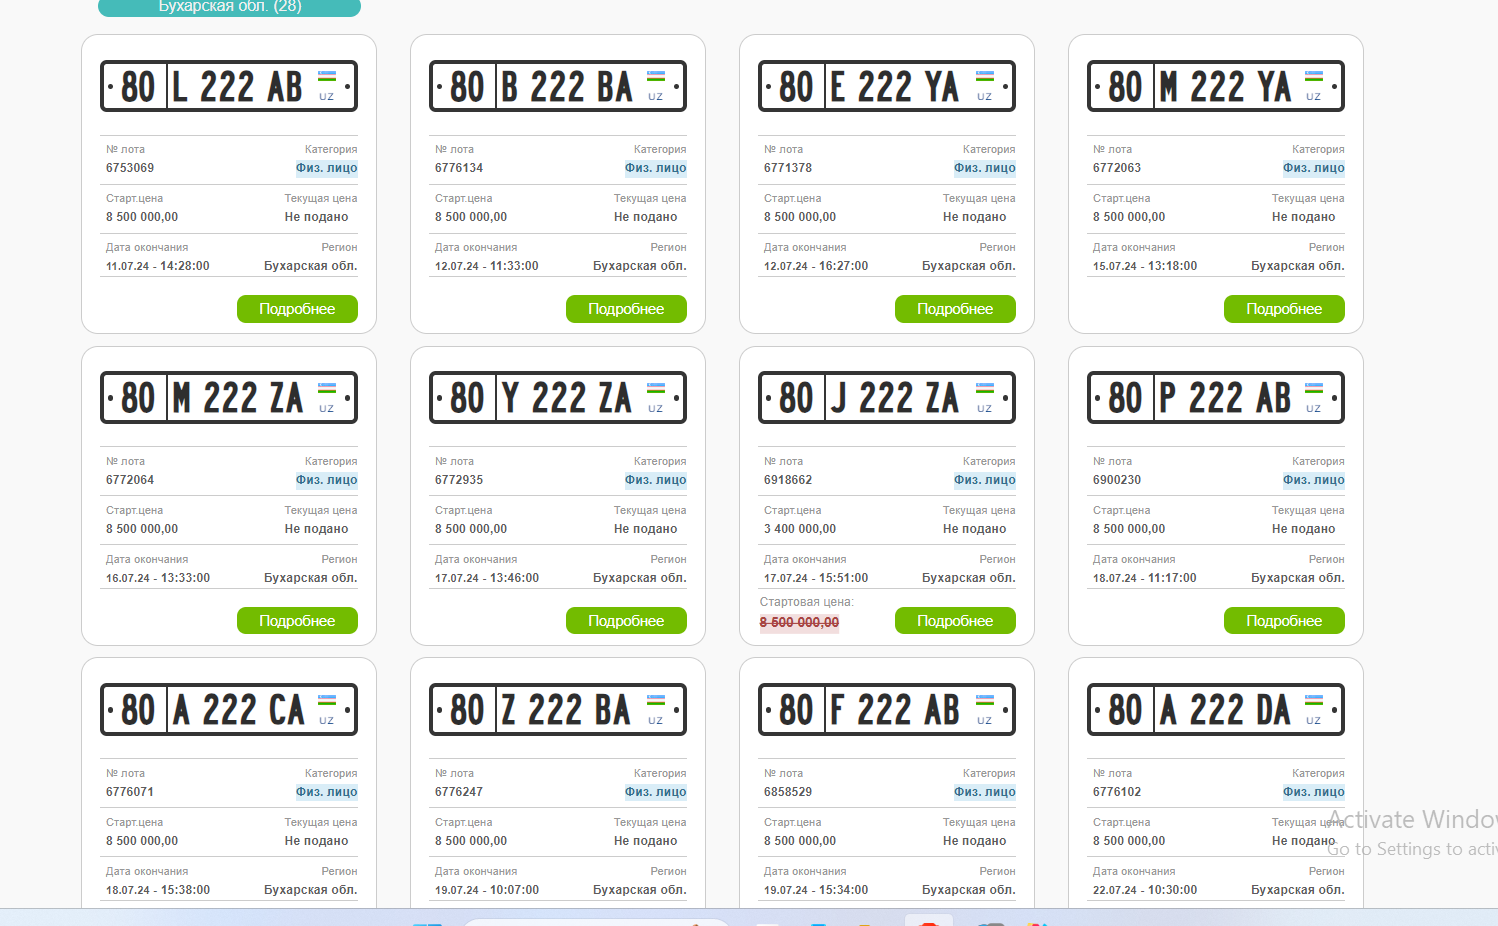 Бухарская обл. (28)
80 L 222 AB UZ
№ лота Категория
6753069 Физ. лицо
Старт.цена Текущая цена
8 500 000,00 Не подано
Дата окончания Регион
11.07.24 - 14:28:00 Бухарская обл.
Подробнее
80 B 222 BA UZ
№ лота Категория
6776134 Физ. лицо
Старт.цена Текущая цена
8 500 000,00 Не подано
Дата окончания Регион
12.07.24 - 11:33:00 Бухарская обл.
Подробнее
80 E 222 YA UZ
№ лота Категория
6771378 Физ. лицо
Старт.цена Текущая цена
8 500 000,00 Не подано
Дата окончания Регион
12.07.24 - 16:27:00 Бухарская обл.
Подробнее
80 M 222 YA UZ
№ лота Категория
6772063 Физ. лицо
Старт.цена Текущая цена
8 500 000,00 Не подано
Дата окончания Регион
15.07.24 - 13:18:00 Бухарская обл.
Подробнее
80 M 222 ZA UZ
№ лота Категория
6772064 Физ. лицо
Старт.цена Текущая цена
8 500 000,00 Не подано
Дата окончания Регион
16.07.24 - 13:33:00 Бухарская обл.
Подробнее
80 Y 222 ZA UZ
№ лота Категория
6772935 Физ. лицо
Старт.цена Текущая цена
8 500 000,00 Не подано
Дата окончания Регион
17.07.24 - 13:46:00 Бухарская обл.
Подробнее
80 J 222 ZA UZ
№ лота Категория
6918662 Физ. лицо
Старт.цена Текущая цена
3 400 000,00 Не подано
Дата окончания Регион
17.07.24 - 15:51:00 Бухарская обл.
Стартовая цена:
8 500 000,00 Подробнее
80 P 222 AB UZ
№ лота Категория
6900230 Физ. лицо
Старт.цена Текущая цена
8 500 000,00 Не подано
Дата окончания Регион
18.07.24 - 11:17:00 Бухарская обл.
Подробнее
80 A 222 CA UZ
№ лота Категория
6776071 Физ. лицо
Старт.цена Текущая цена
8 500 000,00 Не подано
Дата окончания Регион
18.07.24 - 15:38:00 Бухарская обл.
80 Z 222 BA UZ
№ лота Категория
6776247 Физ. лицо
Старт.цена Текущая цена
8 500 000,00 Не подано
Дата окончания Регион
19.07.24 - 10:07:00 Бухарская обл.
80 F 222 AB UZ
№ лота Категория
6858529 Физ. лицо
Старт.цена Текущая цена
8 500 000,00 Не подано
Дата окончания Регион
19.07.24 - 15:34:00 Бухарская обл.
80 A 222 DA UZ
№ лота Категория
6776102 Физ. лицо
Старт.цена Текущая цена
8 500 000,00 Не подано
Дата окончания Регион
22.07.24 - 10:30:00 Бухарская обл.
Activate Window
Go to Settings to activ